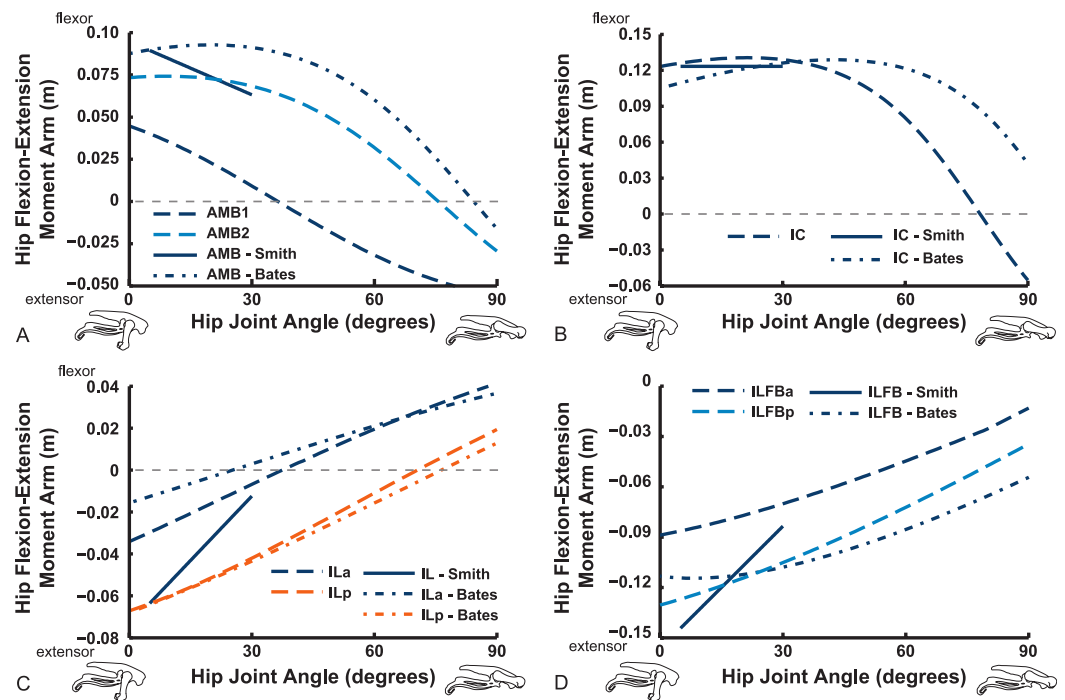 flexor
0.10
0.075
0.050
0.025
0
−0.025
−0.050
Hip Flexion-Extension
Moment Arm (m)
AMB1
AMB2
AMB - Smith
AMB - Bates
extensor
0
30
60
90
Hip Joint Angle (degrees)
A
flexor
0.15
0.12
0.09
0.06
0.03
0
−0.03
−0.06
Hip Flexion-Extension
Moment Arm (m)
IC
IC - Smith
IC - Bates
extensor
0
30
60
90
Hip Joint Angle (degrees)
B
flexor
0.04
0.02
0
−0.02
−0.04
−0.06
−0.08
Hip Flexion-Extension
Moment Arm (m)
ILa
ILp
IL - Smith
ILa - Bates
ILp - Bates
extensor
0
30
60
90
Hip Joint Angle (degrees)
C
0
−0.03
−0.06
−0.09
−0.12
−0.15
Hip Flexion-Extension
Moment Arm (m)
ILFBa
ILFBp
ILFB - Smith
ILFB - Bates
extensor
0
30
60
90
Hip Joint Angle (degrees)
D